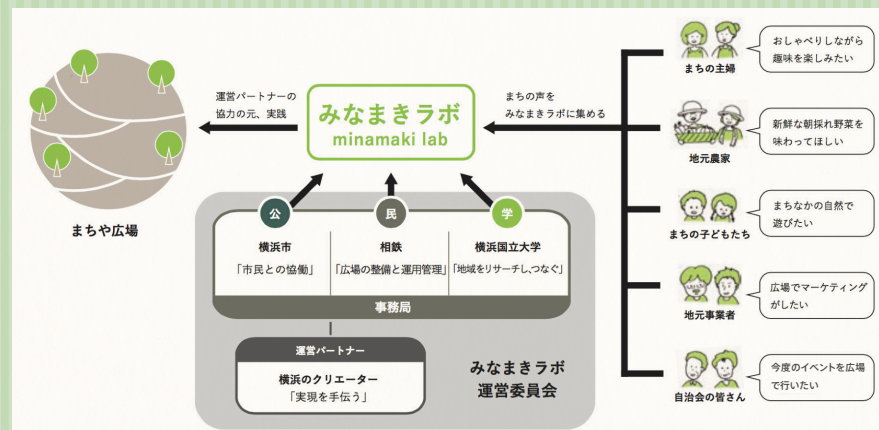 まちや広場
運営パートナーの
協力の元、実践
みなまきラボ
minamaki lab
まちの声を
みなまきラボに集める
公
民
学
横浜市
「市民との協働」
相鉄
「広場の整備と運用管理」
横浜国立大学
「地域をリサーチし、つなぐ」
事務局
運営パートナー
横浜のクリエーター
「実現を手伝う」
みなまきラボ
運営委員会
まちの主婦
おしゃべりしながら
趣味を楽しみたい
地元農家
新鮮な朝採れ野菜を
味わってほしい
まちの子どもたち
まちなかの自然で
遊びたい
地元事業者
広場でマーケティング
がしたい
自治会の皆さん
今度のイベントを広場
で行いたい